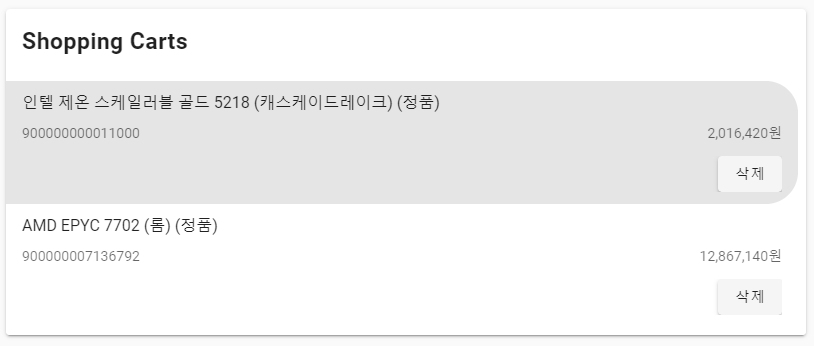 Shopping Carts
인텔 제온 스케일러블 골드 5218 (캐스케이드레이크) (정품)
900000000011000 2,016,420원
삭제
AMD EPYC 7702 (롬) (정품)
900000007136792 12,867,140원
삭제